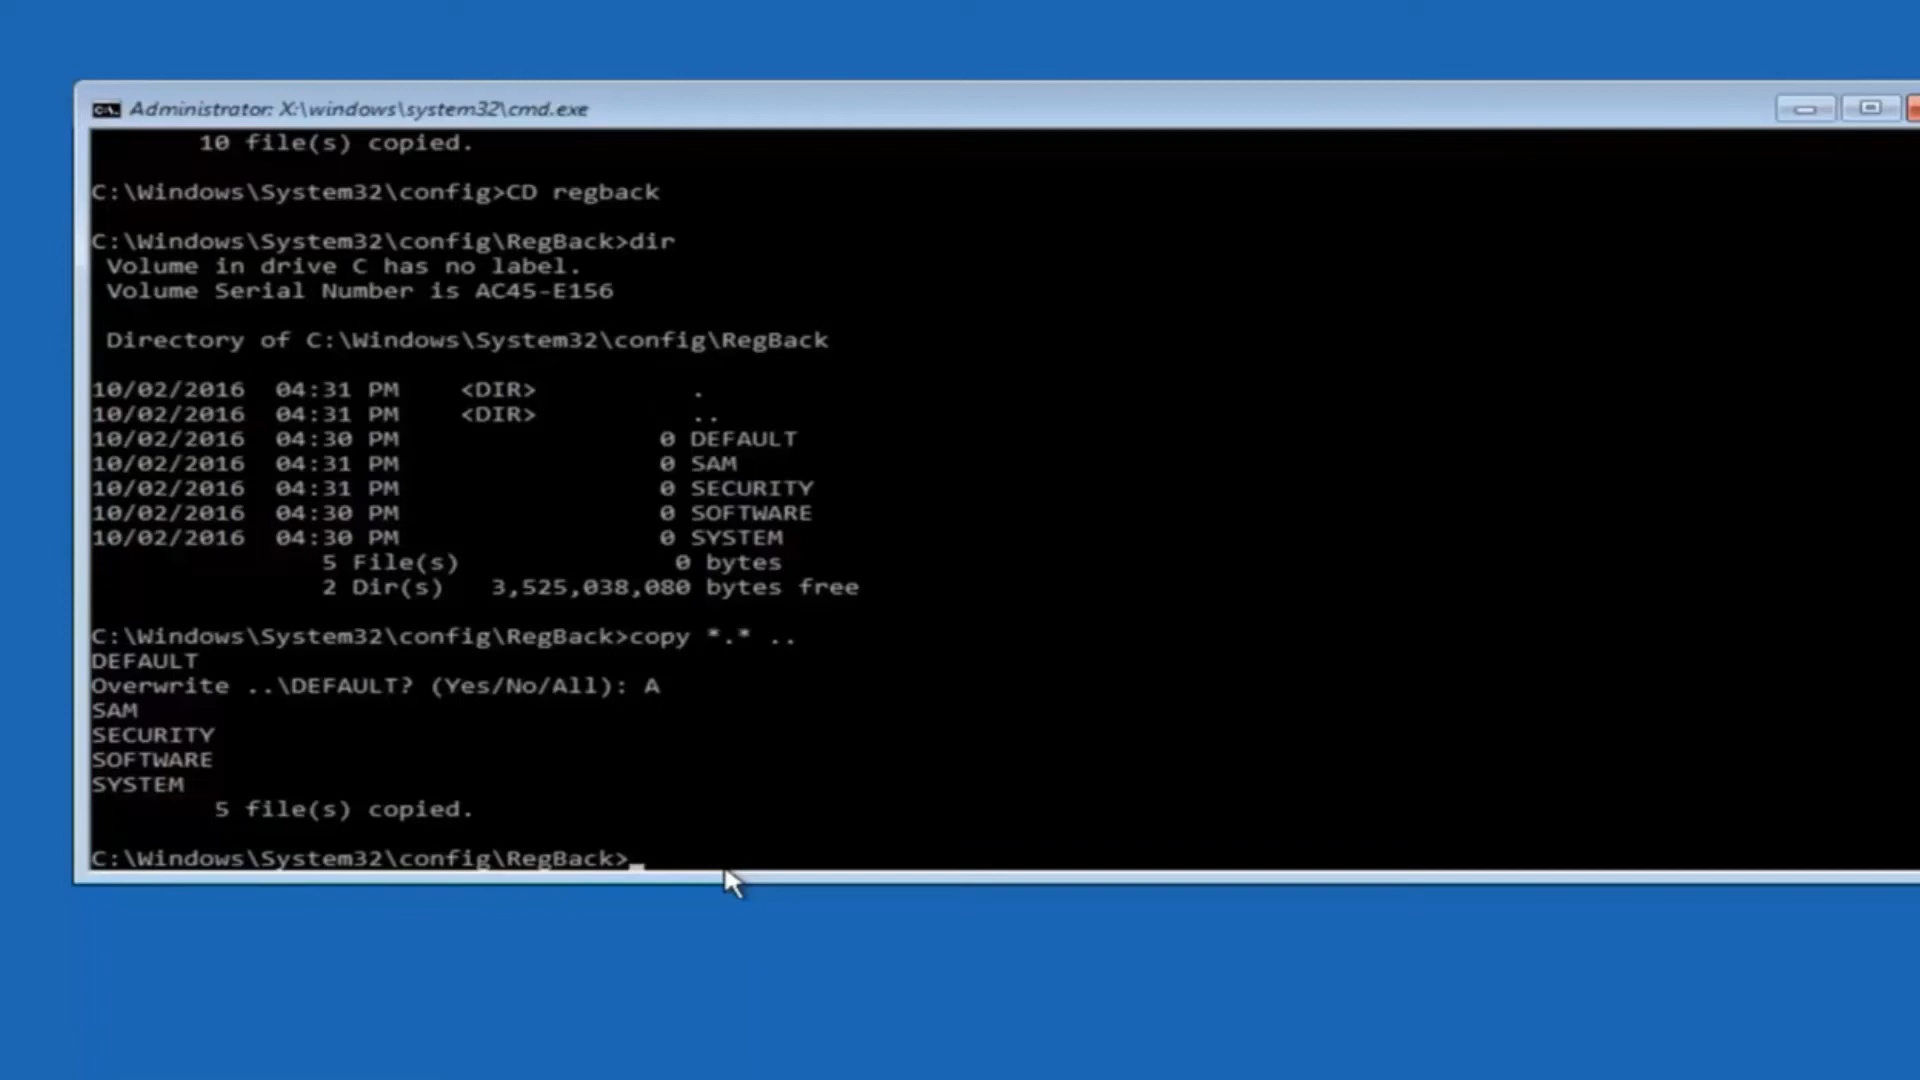 Administrator: X:\windows\system32\cmd.exe
10 file(s) copied.
C:\Windows\System32\config>CD regback
C:\Windows\System32\config\RegBack>dir
Volume in drive C has no label.
Volume Serial Number is AC45-E156
Directory of C:\Windows\System32\config\RegBack
10/02/2016 04:31 PM <DIR> .
10/02/2016 04:31 PM <DIR> ..
10/02/2016 04:30 PM 0 DEFAULT
10/02/2016 04:31 PM 0 SAM
10/02/2016 04:31 PM 0 SECURITY
10/02/2016 04:30 PM 0 SOFTWARE
10/02/2016 04:30 PM 0 SYSTEM
5 File(s) 0 bytes
2 Dir(s) 3,525,038,080 bytes free
C:\Windows\System32\config\RegBack>copy *.* ..
DEFAULT
Overwrite ..\DEFAULT? (Yes/No/All): A
SAM
SECURITY
SOFTWARE
SYSTEM
5 file(s) copied.
C:\Windows\System32\config\RegBack>_